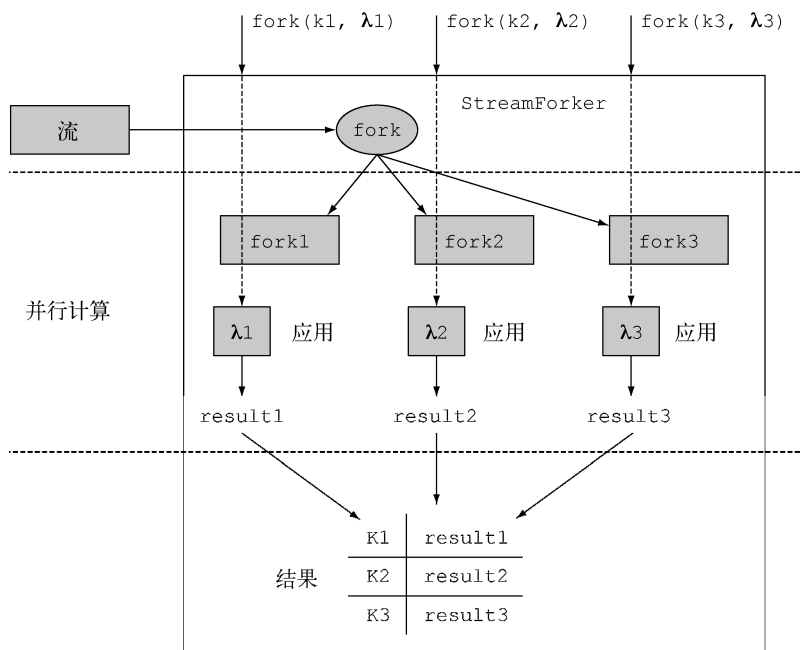 fork(k1, λ1) fork(k2, λ2) fork(k3, λ3)
StreamForker
流 fork
fork1 fork2 fork3
并行计算
λ1 应用 λ2 应用 λ3 应用
result1 result2 result3
K1 result1
结果 K2 result2
K3 result3